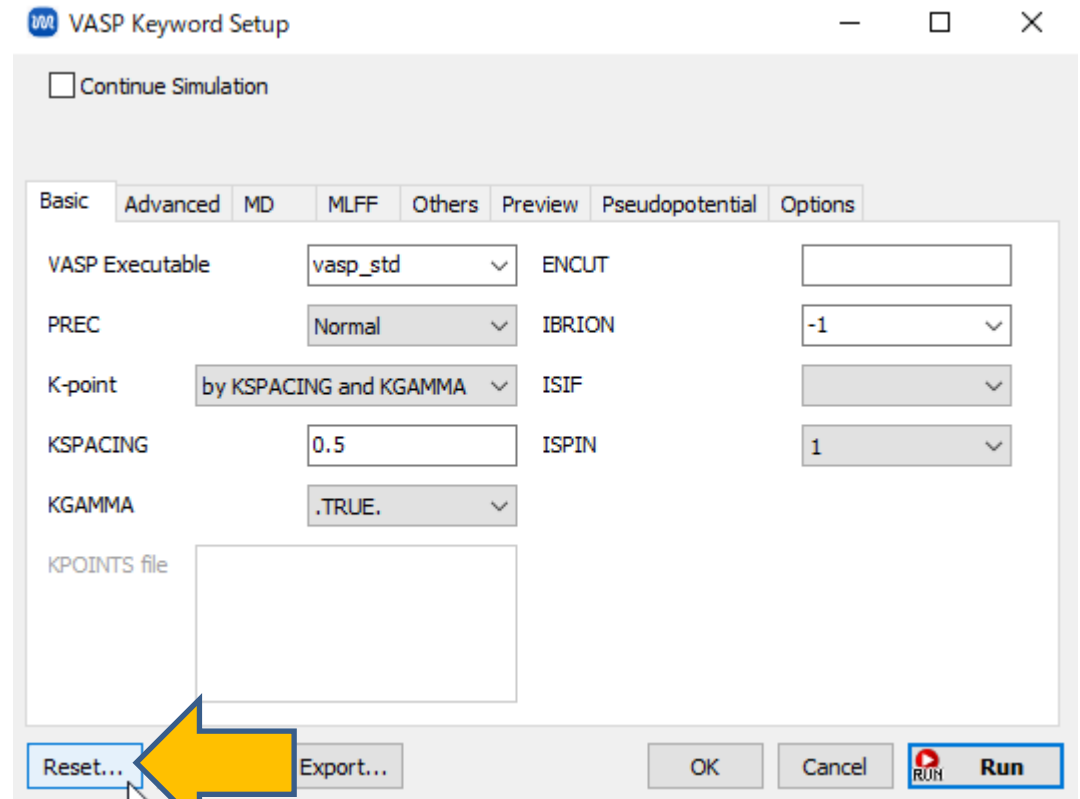 VASP Keyword Setup
Continue Simulation
Basic Advanced MD MLFF Others Preview Pseudopotential Options
VASP Executable vasp_std ENCUT
PREC Normal IBRION -1
K-point by KSPACING and KGAMMA ISIF
KSPACING 0.5 ISPIN 1
KGAMMA .TRUE.
KPOINTS file
Reset... Export... OK Cancel RUN Run